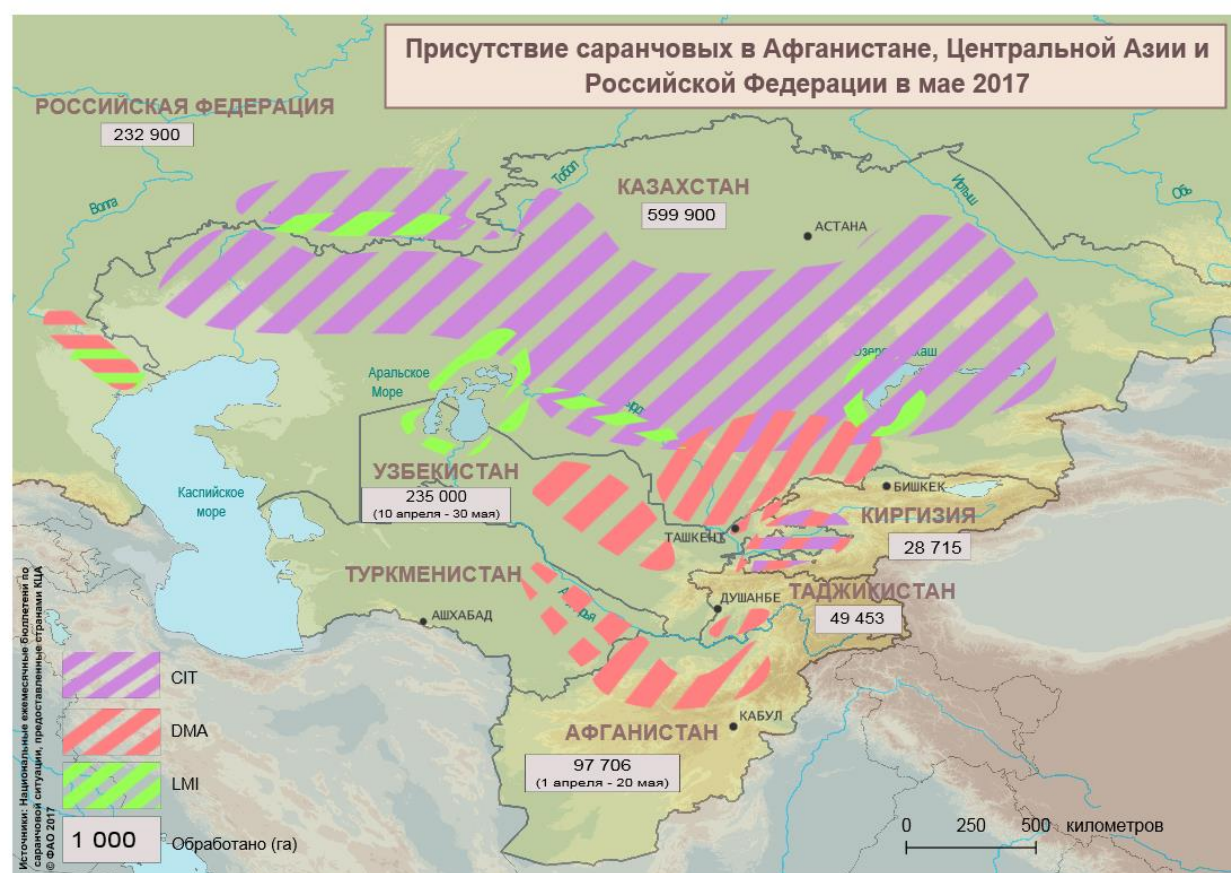 Присутствие саранчовых в Афганистане, Центральной Азии и
Российской Федерации в мае 2017
РОССИЙСКАЯ ФЕДЕРАЦИЯ
232 900
Волга
Тобол
КАЗАХСТАН
599 900
АСТАНА
Иртыш
Обь
Аральское
Море
УЗБЕКИСТАН
235 000
(10 апреля - 30 мая)
Каспийское
море
ТАШКЕНТ
БИШКЕК
КИРГИЗИЯ
28 715
ТУРКМЕНИСТАН
АШХАБАД
ДУШАНБЕ
ТАДЖИКИСТАН
49 453
АФГАНИСТАН
КАБУЛ
97 706
(1 апреля - 20 мая)
CIT
DMA
LMI
1 000
Обработано (га)
0 250 500 километров
Источники: Национальные ежемесячные бюллетени по
саранчовой ситуации, предоставленные странами КЦА
© ФАО 2017